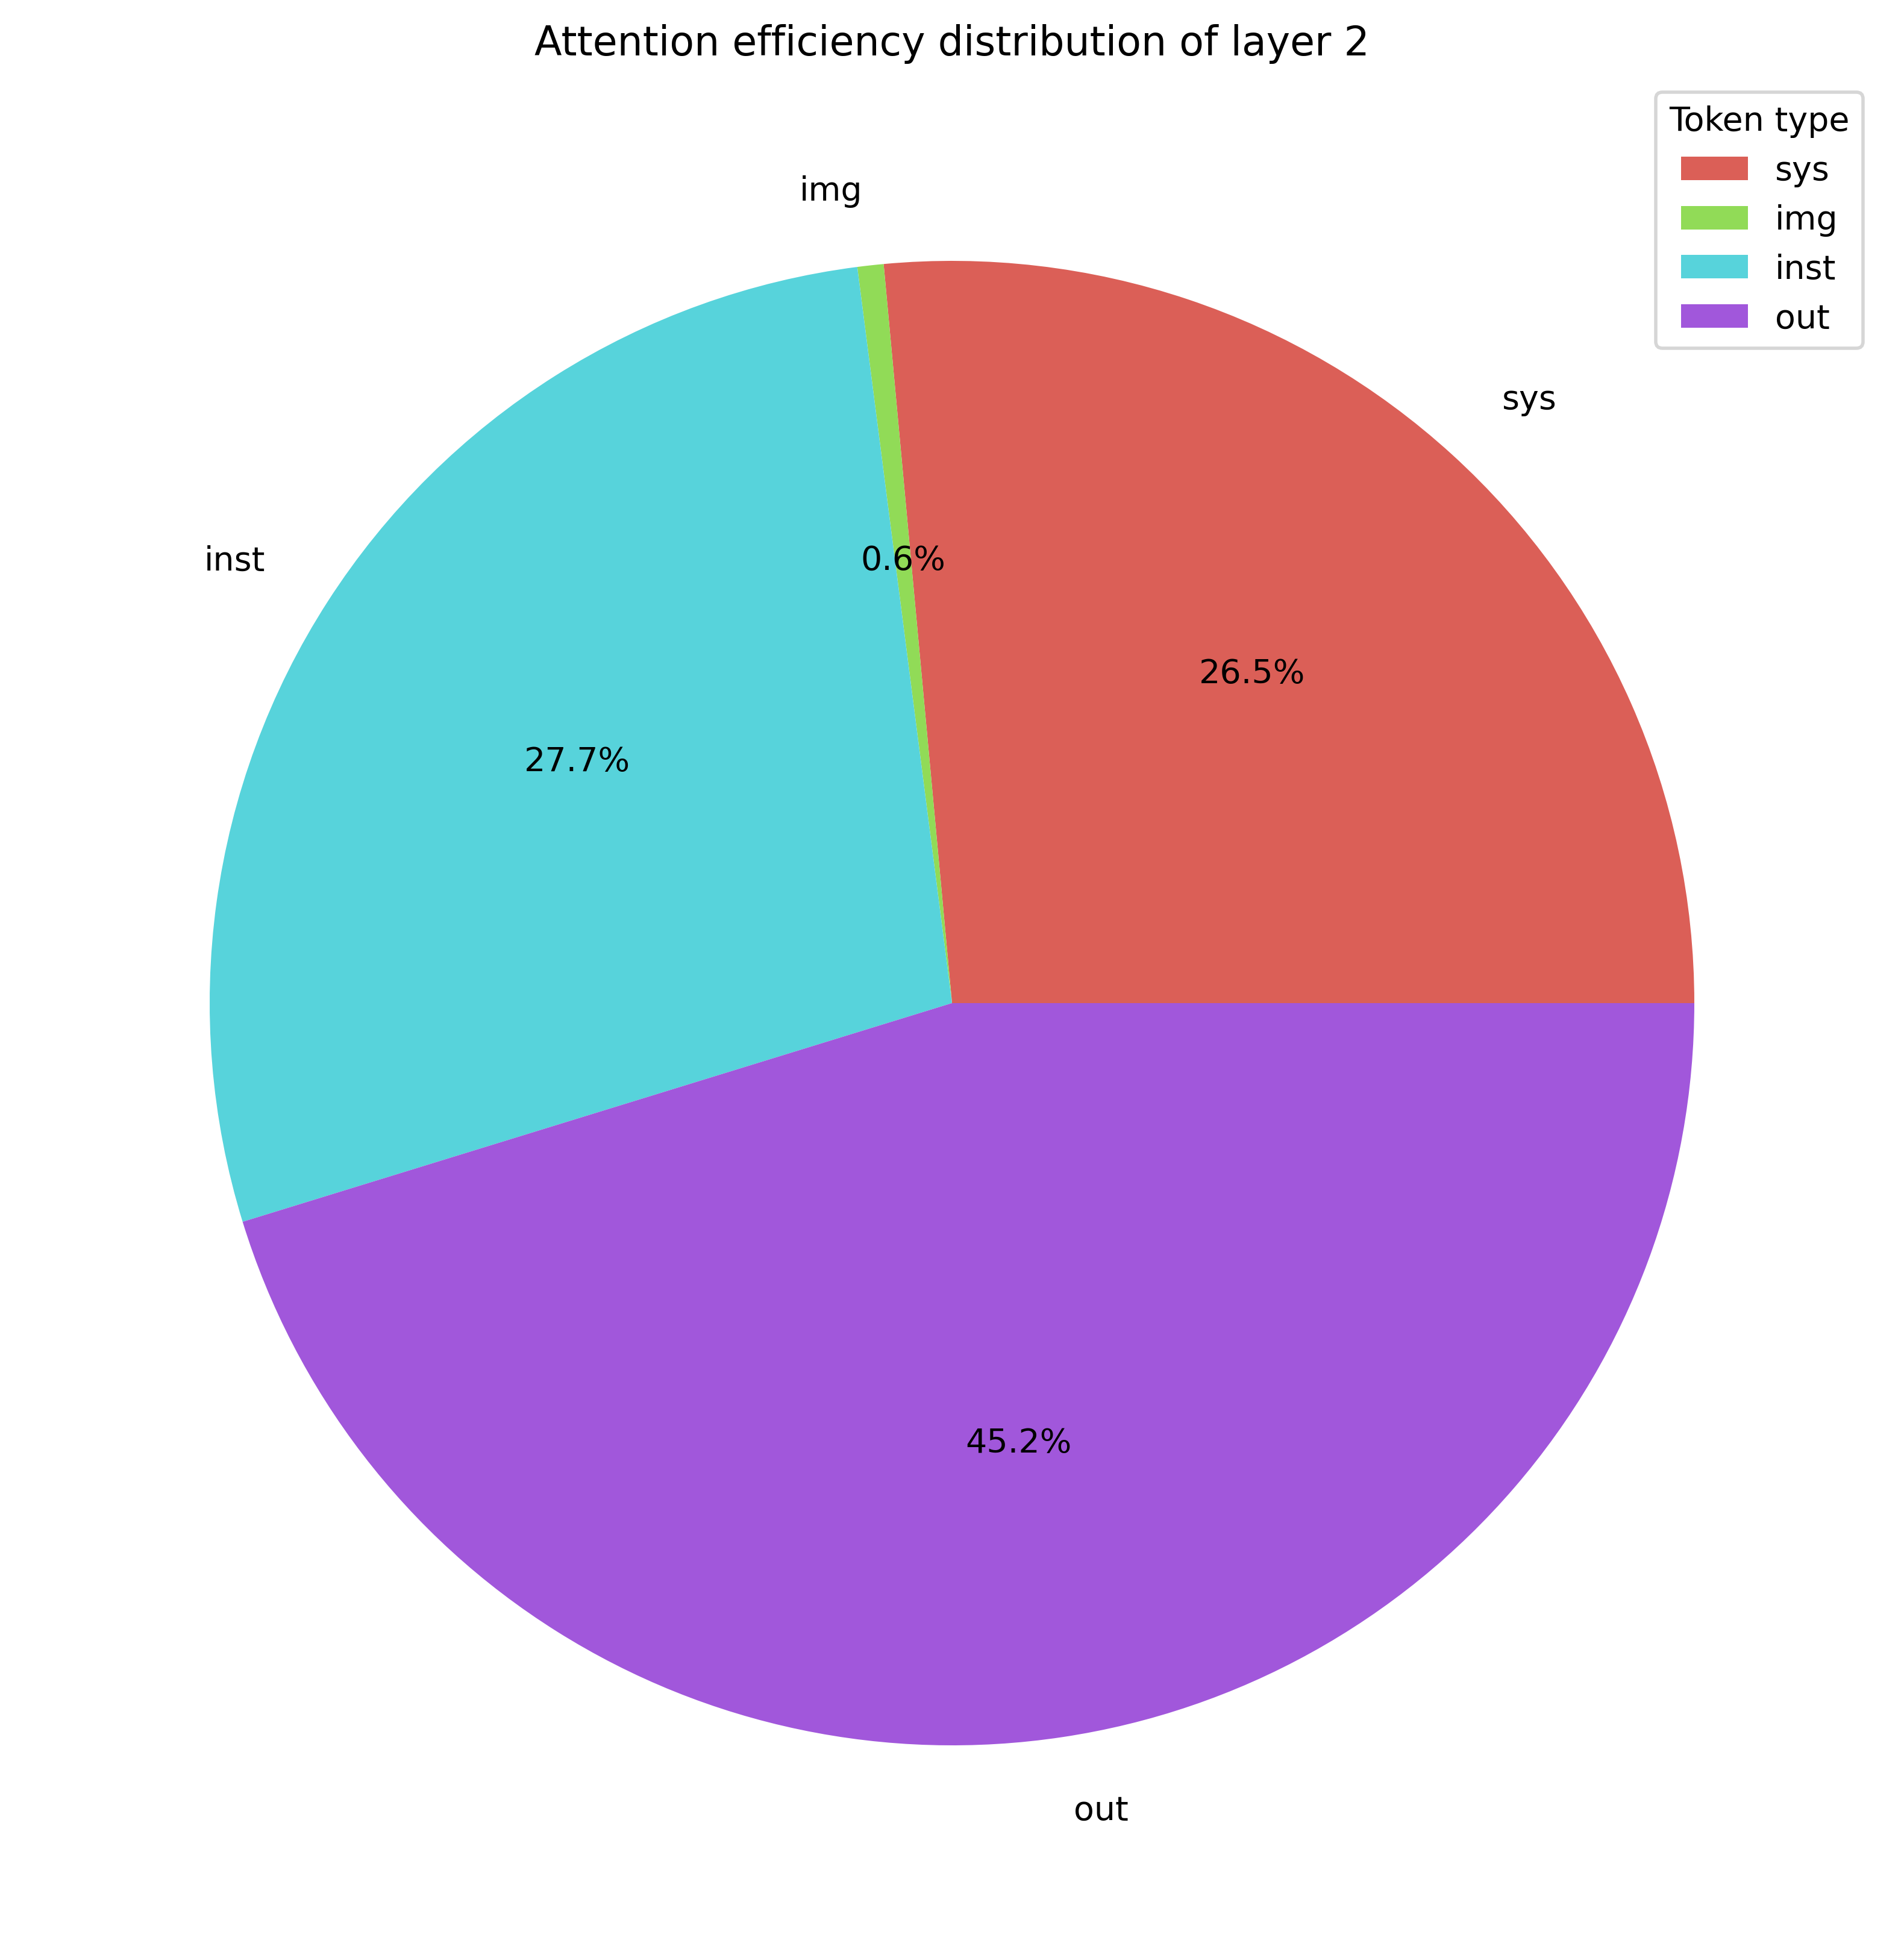 Attention efficiency distribution of layer 2
Token type
sys
img
inst
out
img
sys
inst
0.6%
26.5%
27.7%
45.2%
out